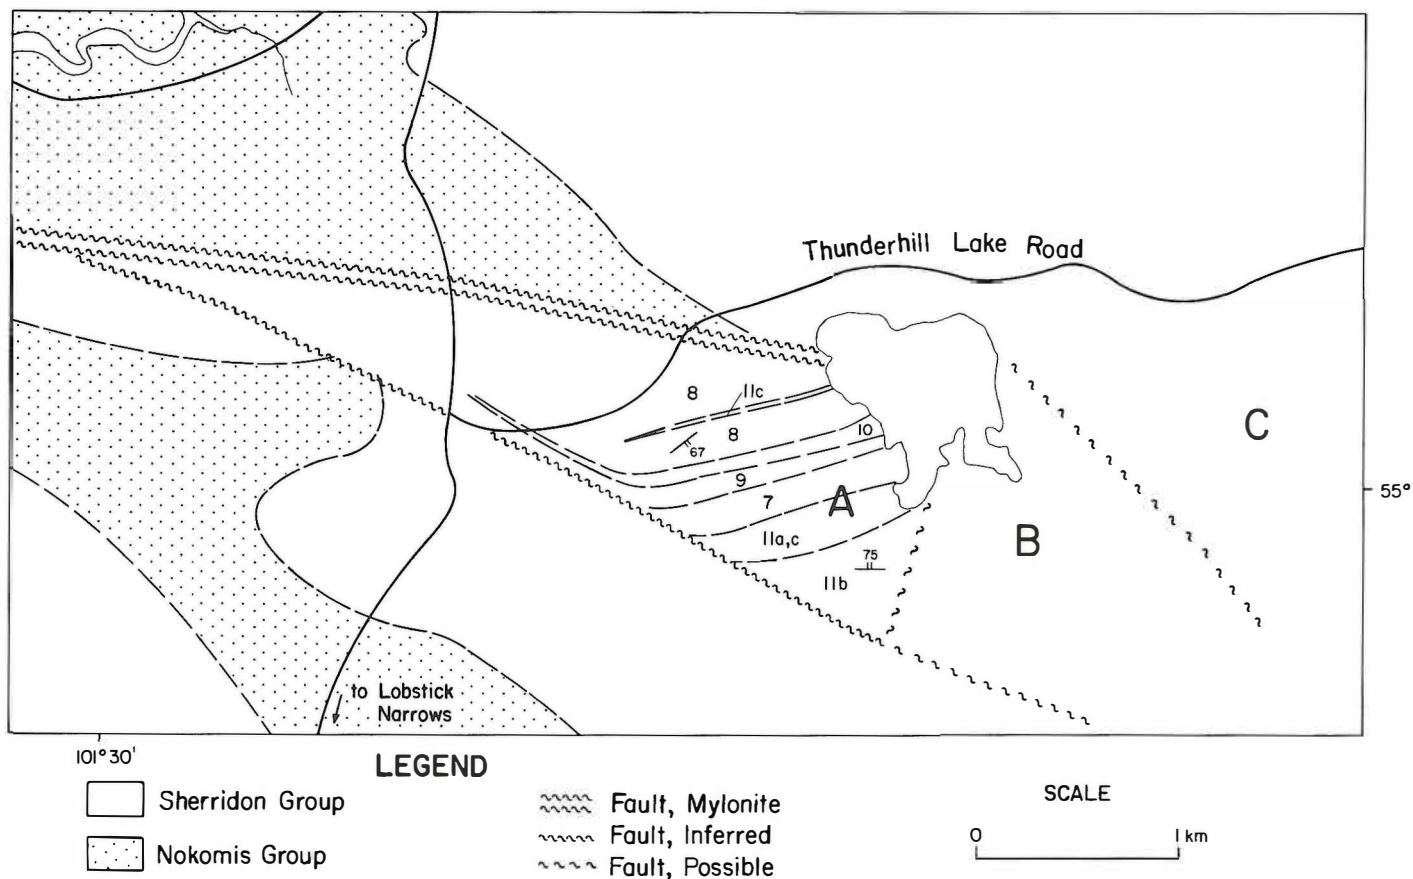 Thunderhill Lake Road
8
11c
8
67
10
9
7
A
11a,c
75
11b
B
C
55°
to Lobstick
Narrows
101°30'
LEGEND
Sherridon Group
Nokomis Group
Fault, Mylonite
Fault, Inferred
Fault, Possible
SCALE
0
1 km